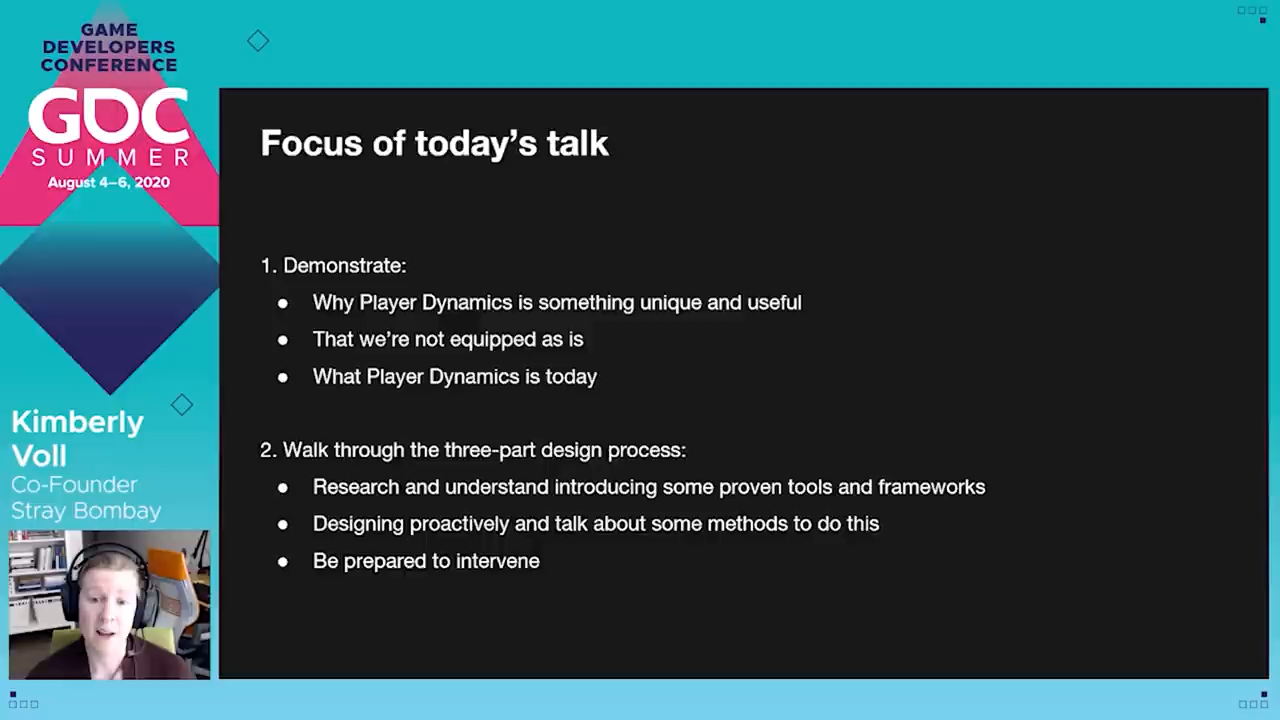 GAME
DEVELOPERS
CONFERENCE
GDC
SUMMER
August 4–6, 2020
Kimberly
Voll
Co-Founder
Stray Bombay
Focus of today’s talk
1. Demonstrate:
● Why Player Dynamics is something unique and useful
● That we’re not equipped as is
● What Player Dynamics is today
2. Walk through the three-part design process:
● Research and understand introducing some proven tools and frameworks
● Designing proactively and talk about some methods to do this
● Be prepared to intervene